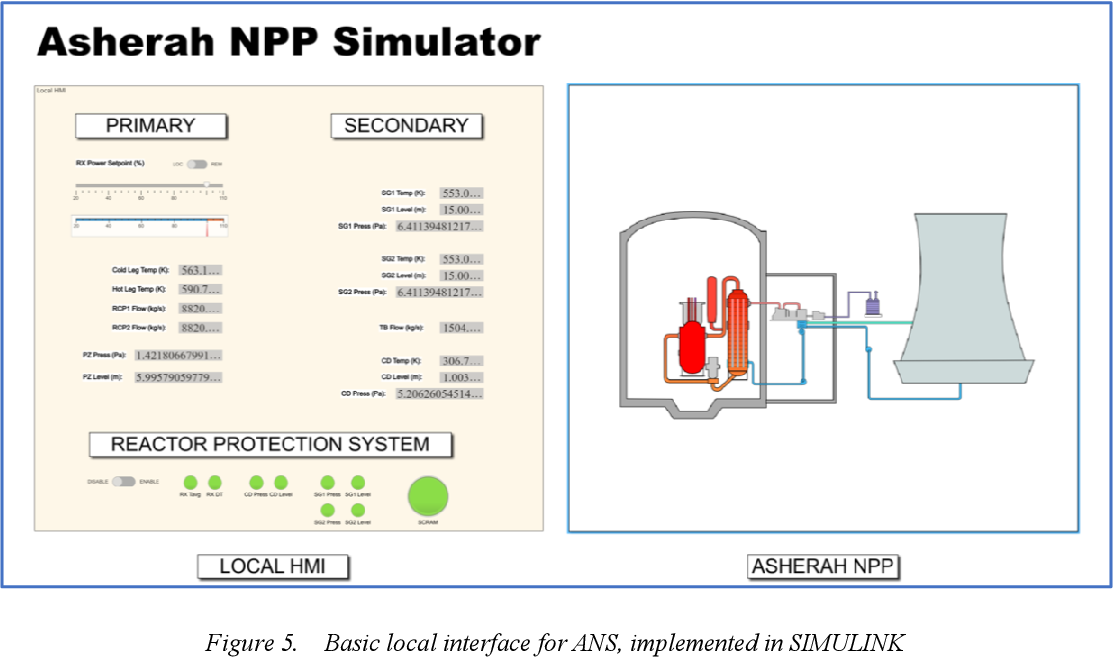 Asherah NPP Simulator
Local HMI
PRIMARY
SECONDARY
RX Power Setpoint (%)
20 40 60 80 110
20 40 60 80 110
Cold Leg Temp (K): 563.1...
Hot Leg Temp (K): 590.7...
RCP1 Flow (kg/s): 8820....
RCP2 Flow (kg/s): 8820....
PZ Press (Pa): 1.42180667991...
PZ Level (m): 5.99579059779...
SG1 Temp (K): 553.0...
SG1 Level (m): 15.00...
SG1 Press (Pa): 6.41139481217...
SG2 Temp (K): 553.0...
SG2 Level (m): 15.00...
SG2 Press (Pa): 6.41139481217...
TB Flow (kg/s): 1504....
CD Temp (K): 306.7...
CD Level (m): 1.003...
CD Press (Pa): 5.20626054514...
REACTOR PROTECTION SYSTEM
DISABLE ENABLE
RX Tavg RX DT CD Press CD Level SG1 Press SG1 Level
SG2 Press SG2 Level SCRAM
LOCAL HMI
ASHERAH NPP
Figure 5. Basic local interface for ANS, implemented in SIMULINK